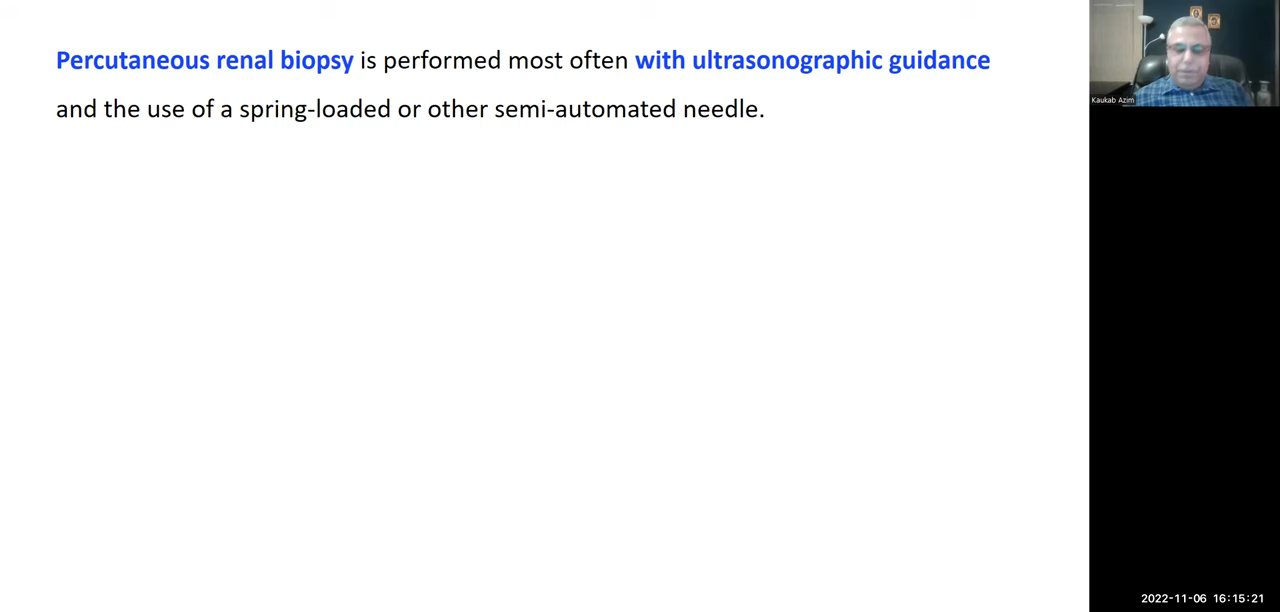 Percutaneous renal biopsy is performed most often with ultrasonographic guidance
and the use of a spring-loaded or other semi-automated needle.
Kaukab Azim
2022-11-06 16:15:21